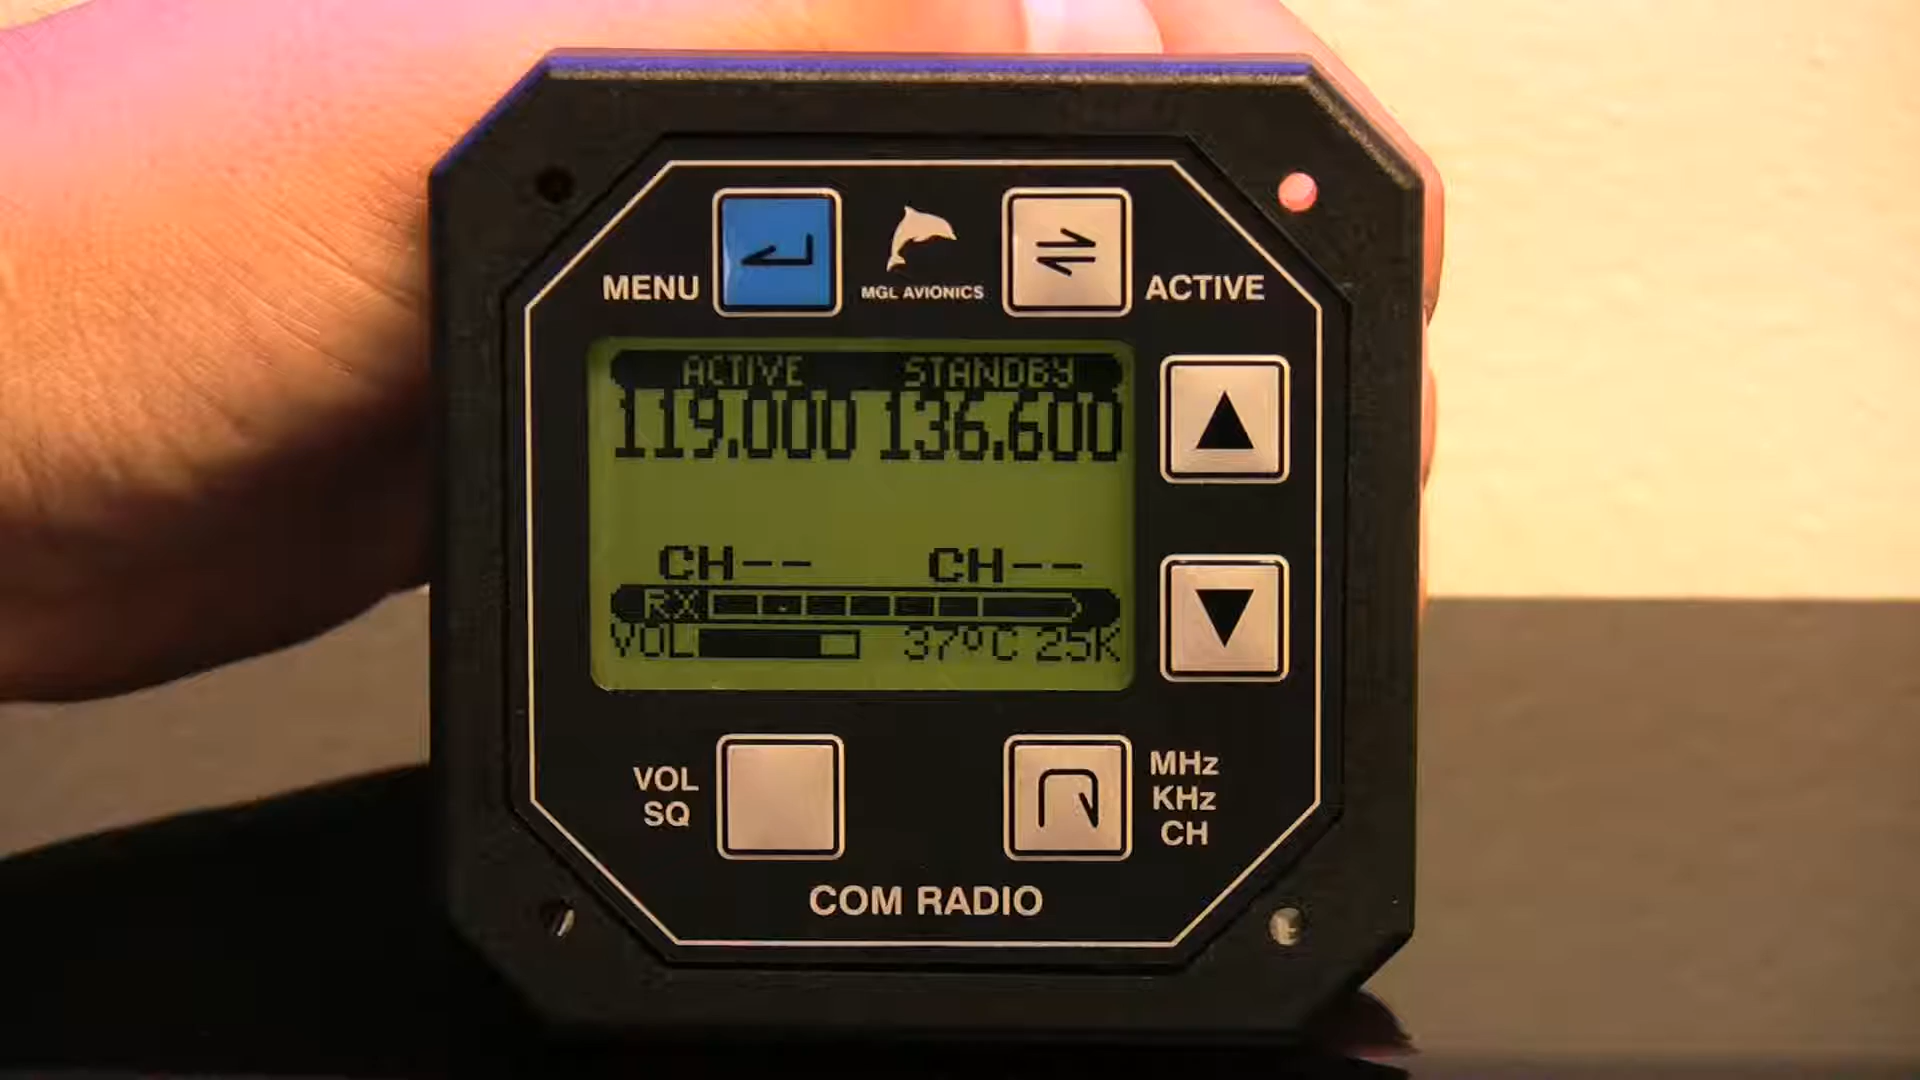 MENU
MGL AVIONICS
ACTIVE
ACTIVE STANDBY
119.000 136.600
CH-- CH--
RX
VOL 37ºC 25K
VOL
SQ
MHz
KHz
CH
COM RADIO